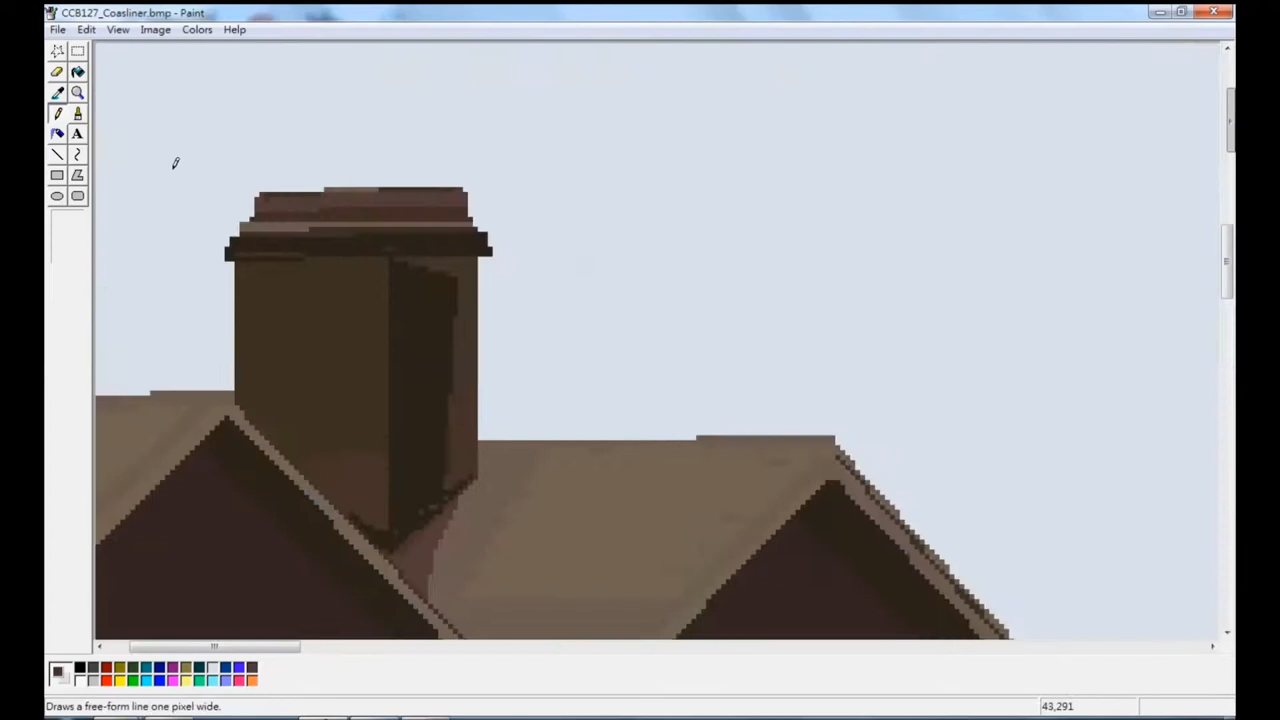 CCB127_Coasliner.bmp - Paint
File Edit View Image Colors Help
A
Draws a free-form line one pixel wide.
43,291